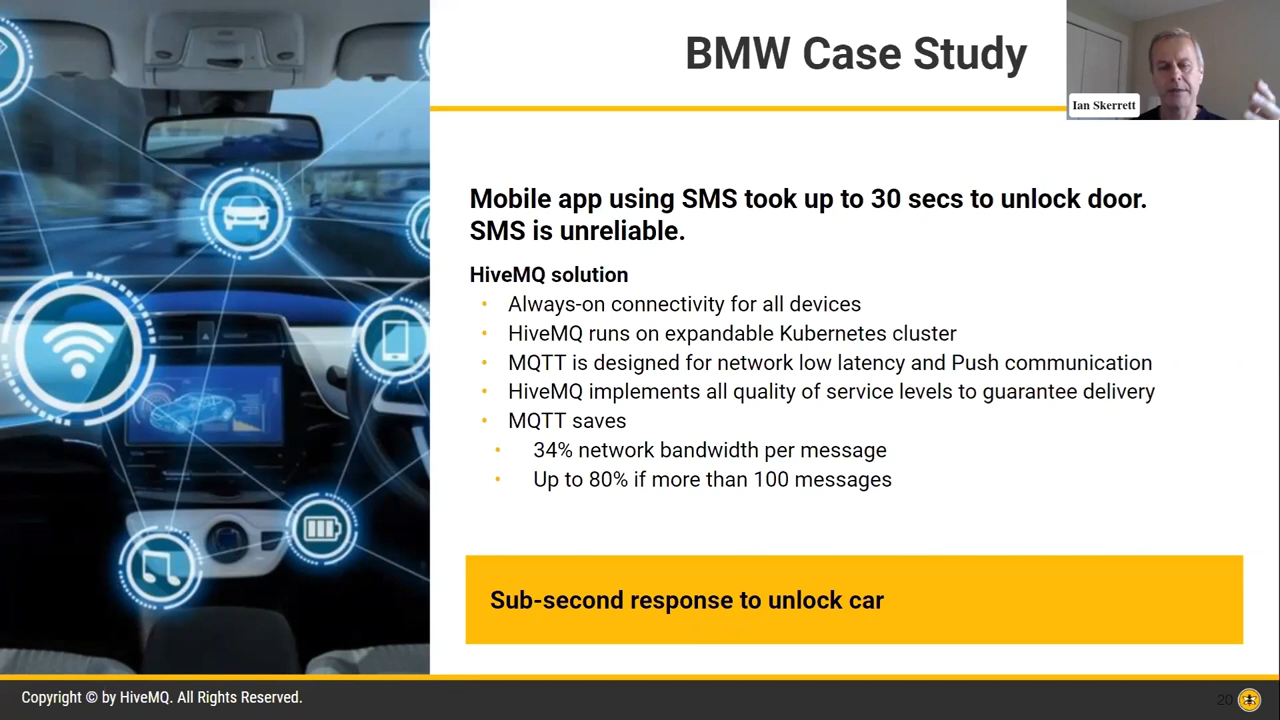 BMW Case Study
Ian Skerrett
Mobile app using SMS took up to 30 secs to unlock door.
SMS is unreliable.
HiveMQ solution
• Always-on connectivity for all devices
• HiveMQ runs on expandable Kubernetes cluster
• MQTT is designed for network low latency and Push communication
• HiveMQ implements all quality of service levels to guarantee delivery
• MQTT saves
• 34% network bandwidth per message
• Up to 80% if more than 100 messages
Sub-second response to unlock car
Copyright © by HiveMQ. All Rights Reserved.
20